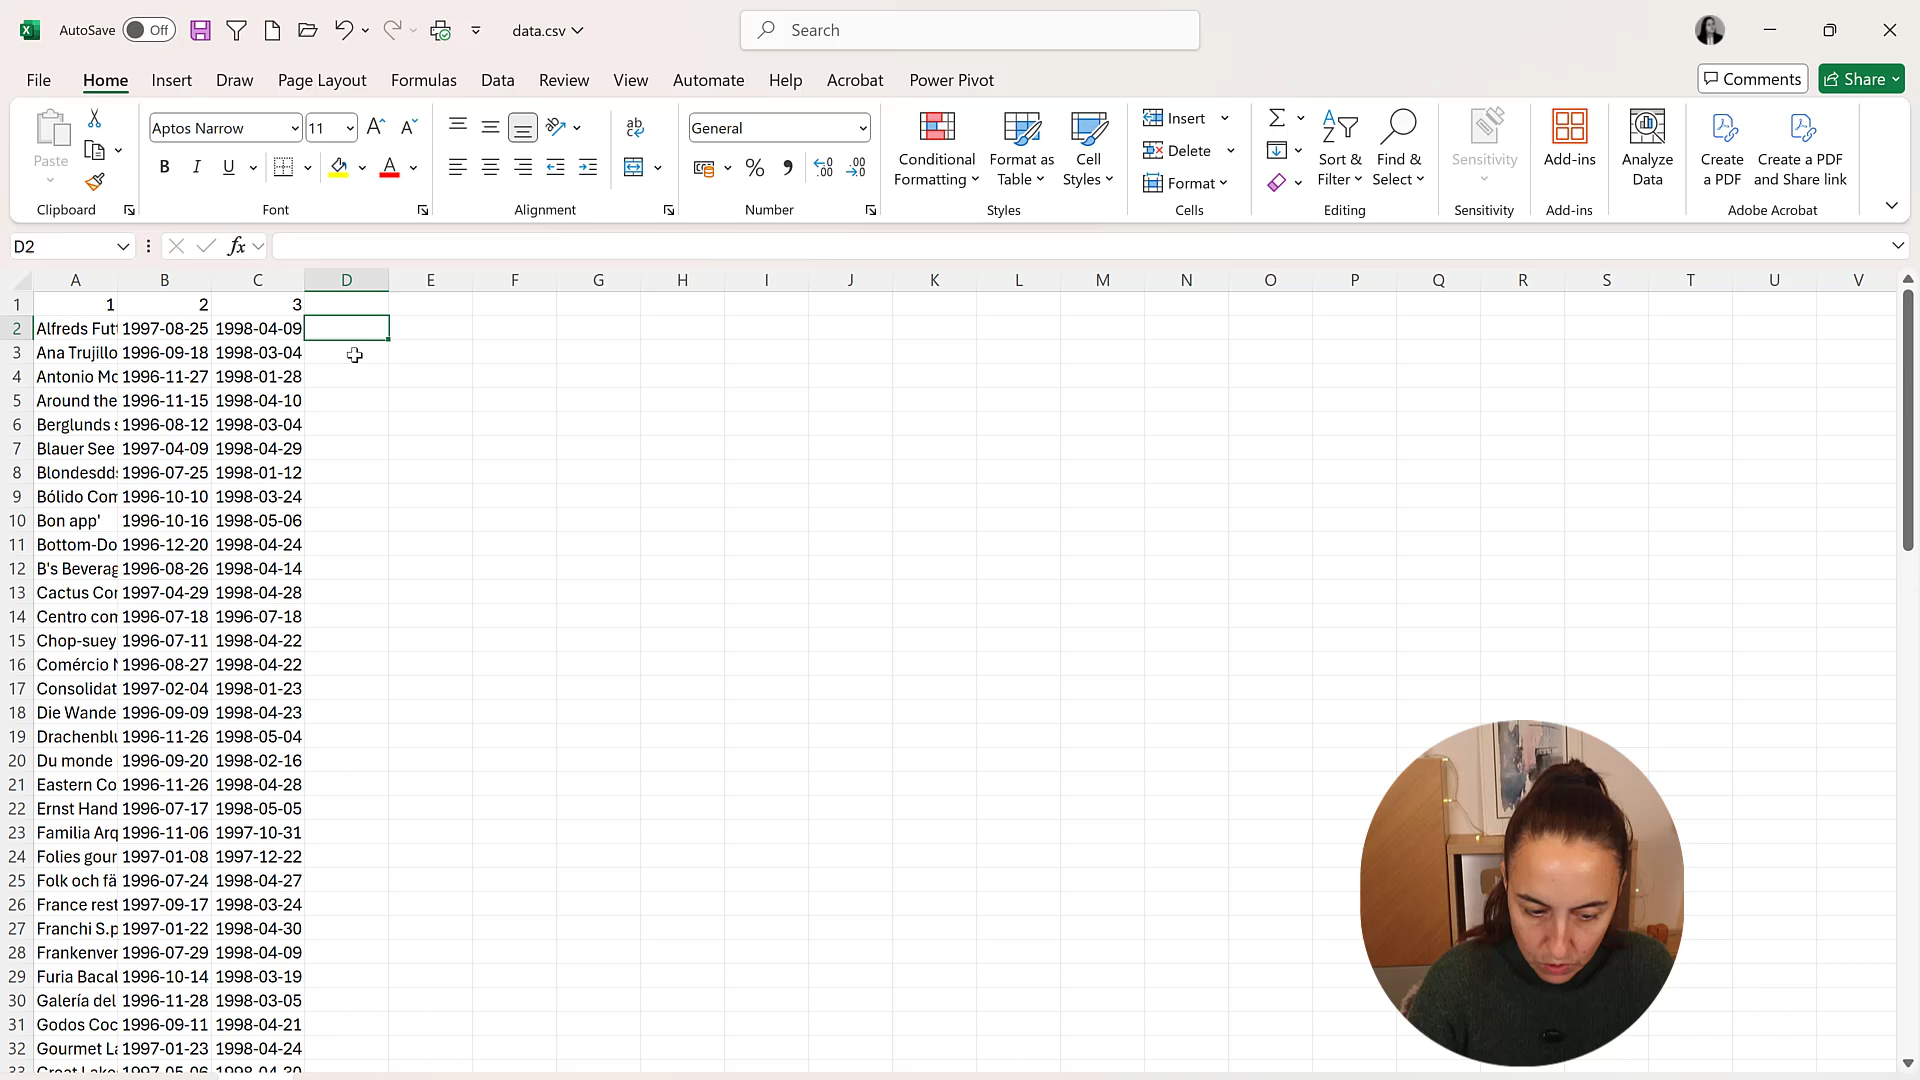 AutoSave Off data.csv Search
File Home Insert Draw Page Layout Formulas Data Review View Automate Help Acrobat Power Pivot Comments Share
Paste Aptos Narrow 11 General Conditional Formatting Format as Table Cell Styles Insert Delete Format Sort & Filter Find & Select Sensitivity Add-ins Analyze Data Create a PDF Create a PDF and Share link
Clipboard Font Alignment Number Styles Cells Editing Sensitivity Add-ins Adobe Acrobat
D2 fx
A B C D E F G H I J K L M N O P Q R S T U V
1 1 2 3
2 Alfreds Fut 1997-08-25 1998-04-09
3 Ana Trujillo 1996-09-18 1998-03-04
4 Antonio Mo 1996-11-27 1998-01-28
5 Around the 1996-11-15 1998-04-10
6 Berglunds s 1996-08-12 1998-03-04
7 Blauer See 1997-04-09 1998-04-29
8 Blondesdds 1996-07-25 1998-01-12
9 Bólido Com 1996-10-10 1998-03-24
10 Bon app' 1996-10-16 1998-05-06
11 Bottom-Do 1996-12-20 1998-04-24
12 B's Beverag 1996-08-26 1998-04-14
13 Cactus Con 1997-04-29 1998-04-28
14 Centro con 1996-07-18 1996-07-18
15 Chop-suey 1996-07-11 1998-04-22
16 Comércio M 1996-08-27 1998-04-22
17 Consolidat 1997-02-04 1998-01-23
18 Die Wande 1996-09-09 1998-04-23
19 Drachenblu 1996-11-26 1998-05-04
20 Du monde 1996-09-20 1998-02-16
21 Eastern Co 1996-11-26 1998-04-28
22 Ernst Hand 1996-07-17 1998-05-05
23 Familia Arq 1996-11-06 1997-10-31
24 Folies gour 1997-01-08 1997-12-22
25 Folk och fä 1996-07-24 1998-04-27
26 France rest 1997-09-17 1998-03-24
27 Franchi S.p 1997-01-22 1998-04-30
28 Frankenver 1996-07-29 1998-04-09
29 Furia Bacal 1996-10-14 1998-03-19
30 Galería del 1996-11-28 1998-03-05
31 Godos Coc 1996-09-11 1998-04-21
32 Gourmet La 1997-01-23 1998-04-24
33 Great Lake 1997-05-06 1998-04-30